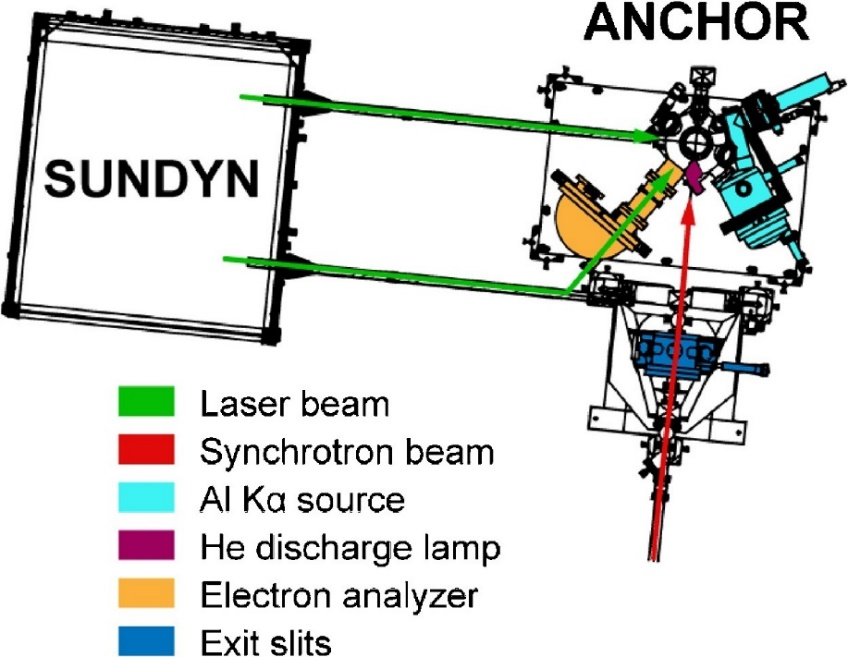 ANCHOR
SUNDYN
Laser beam
Synchrotron beam
Al Kα source
He discharge lamp
Electron analyzer
Exit slits